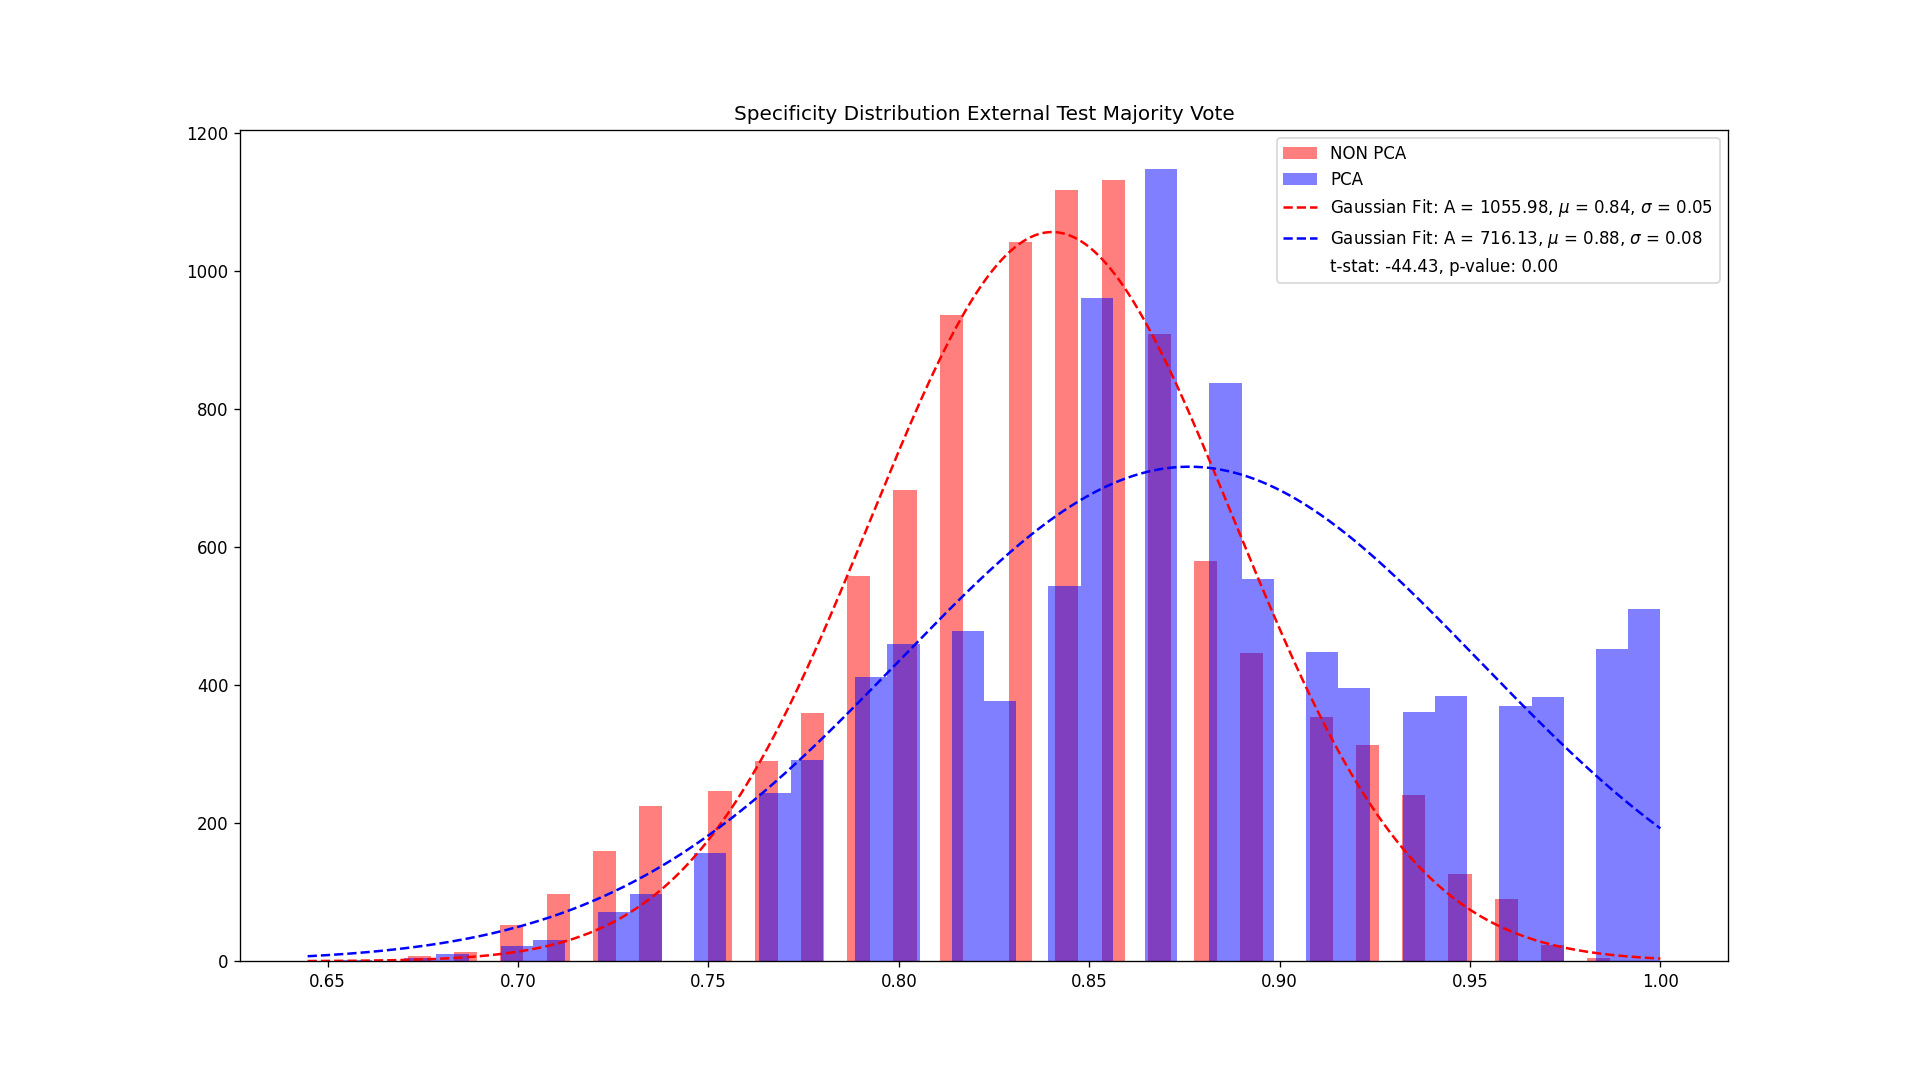 Specificity Distribution External Test Majority Vote
NON PCA
PCA
Gaussian Fit: A = 1055.98, μ = 0.84, σ = 0.05
Gaussian Fit: A = 716.13, μ = 0.88, σ = 0.08
t-stat: -44.43, p-value: 0.00
1200
1000
800
600
400
200
0
0.65 0.70 0.75 0.80 0.85 0.90 0.95 1.00